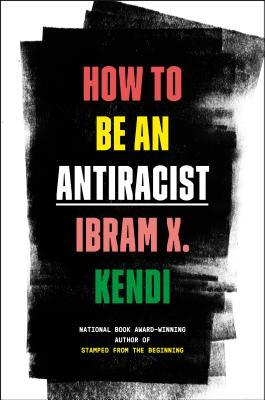 HOW TO
BE AN
ANTIRACIST
IBRAM X.
KENDI
NATIONAL BOOK AWARD–WINNING
AUTHOR OF
STAMPED FROM THE BEGINNING